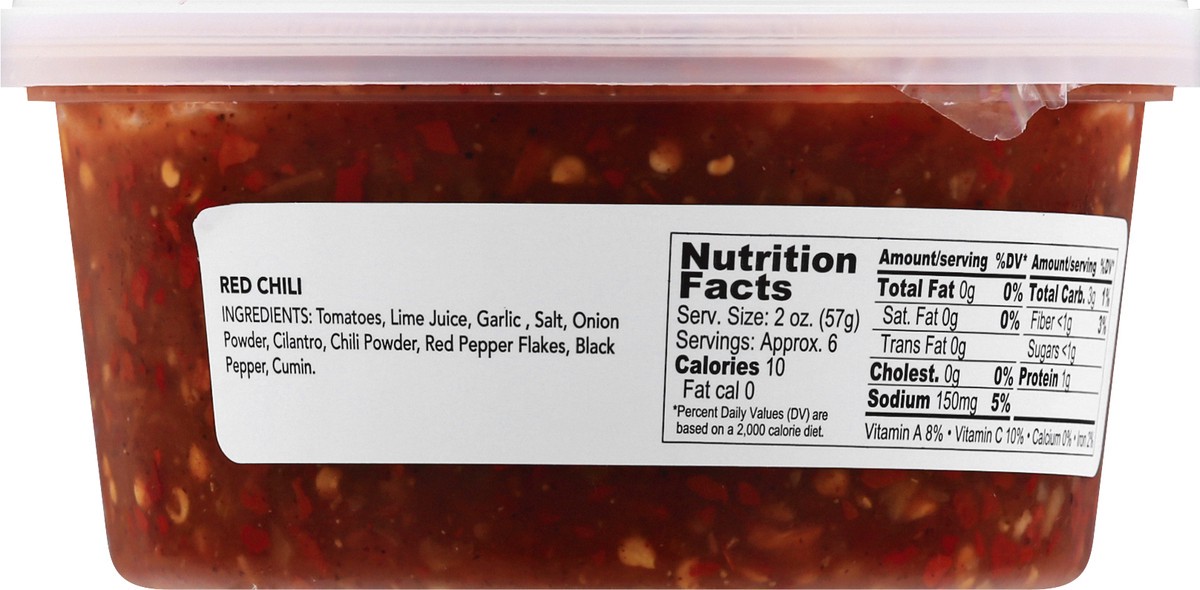 RED CHILI
INGREDIENTS: Tomatoes, Lime Juice, Garlic , Salt, Onion
Powder, Cilantro, Chili Powder, Red Pepper Flakes, Black
Pepper, Cumin.
Nutrition
Facts
Serv. Size: 2 oz. (57g)
Servings: Approx. 6
Calories 10
Fat cal 0
*Percent Daily Values (DV) are
based on a 2,000 calorie diet.
Amount/serving %DV* Amount/serving %DV*
Total Fat 0g 0% Total Carb. 3g 1%
Sat. Fat 0g 0% Fiber <1g 3%
Trans Fat 0g Sugars <1g
Cholest. 0g 0% Protein 1g
Sodium 150mg 5%
Vitamin A 8% • Vitamin C 10% • Calcium 0% • Iron 2%